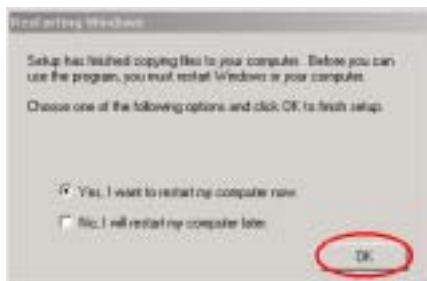 Restarting Windows
Setup has finished copying files to your computer. Before you can
use the program, you must restart Windows or your computer.
Choose one of the following options and click OK to finish setup.
Yes, I want to restart my computer now.
No, I will restart my computer later.
OK